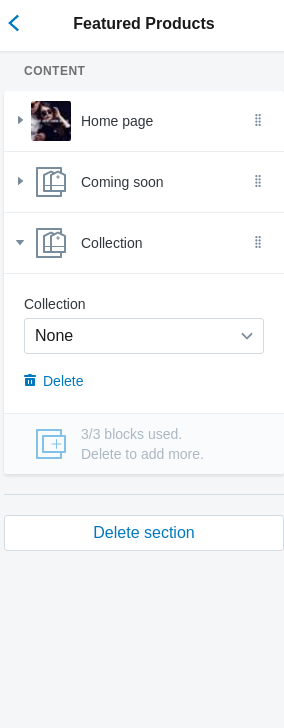 Featured Products
CONTENT
Home page
Coming soon
Collection
Collection
None
Delete
3/3 blocks used.
Delete to add more.
Delete section